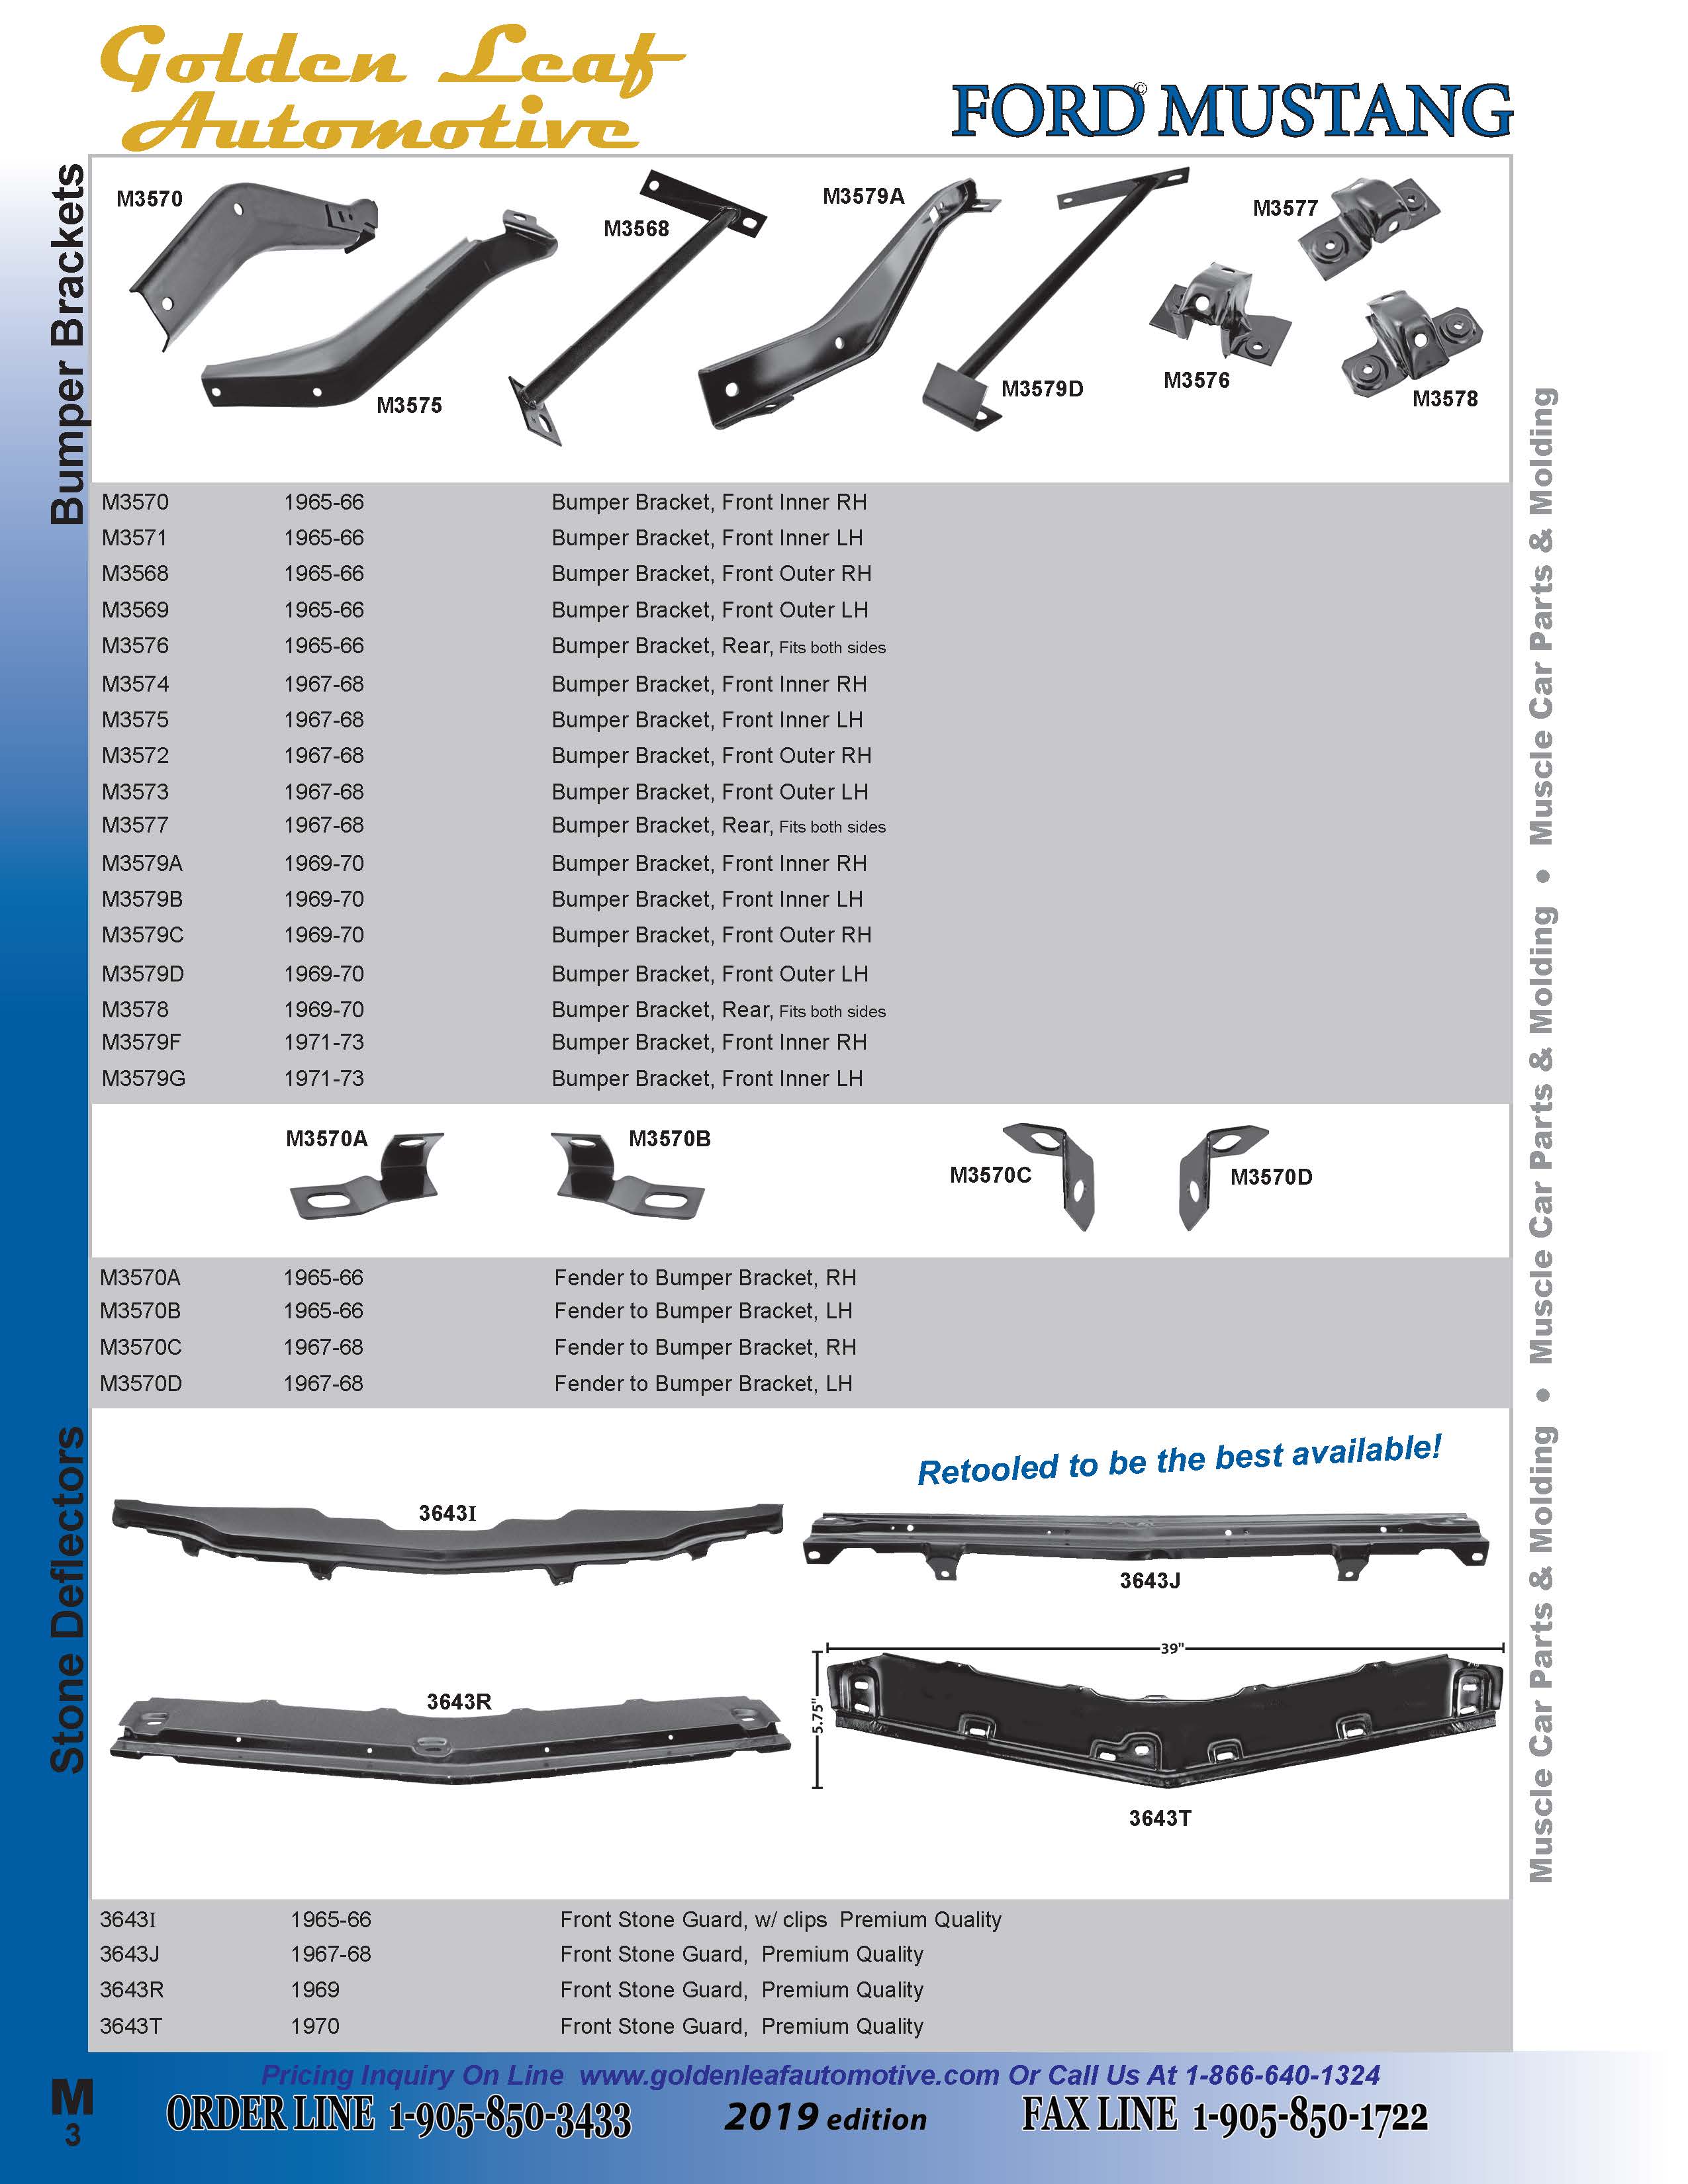 Golden Leaf
Automotive
FORD© MUSTANG
Bumper Brackets
M3570
M3575
M3568
M3579A
M3579D
M3577
M3576
M3578
M3570 1965-66 Bumper Bracket, Front Inner RH
M3571 1965-66 Bumper Bracket, Front Inner LH
M3568 1965-66 Bumper Bracket, Front Outer RH
M3569 1965-66 Bumper Bracket, Front Outer LH
M3576 1965-66 Bumper Bracket, Rear, Fits both sides
M3574 1967-68 Bumper Bracket, Front Inner RH
M3575 1967-68 Bumper Bracket, Front Inner LH
M3572 1967-68 Bumper Bracket, Front Outer RH
M3573 1967-68 Bumper Bracket, Front Outer LH
M3577 1967-68 Bumper Bracket, Rear, Fits both sides
M3579A 1969-70 Bumper Bracket, Front Inner RH
M3579B 1969-70 Bumper Bracket, Front Inner LH
M3579C 1969-70 Bumper Bracket, Front Outer RH
M3579D 1969-70 Bumper Bracket, Front Outer LH
M3578 1969-70 Bumper Bracket, Rear, Fits both sides
M3579F 1971-73 Bumper Bracket, Front Inner RH
M3579G 1971-73 Bumper Bracket, Front Inner LH
M3570A
M3570B
M3570C
M3570D
M3570A 1965-66 Fender to Bumper Bracket, RH
M3570B 1965-66 Fender to Bumper Bracket, LH
M3570C 1967-68 Fender to Bumper Bracket, RH
M3570D 1967-68 Fender to Bumper Bracket, LH
Stone Deflectors
Retooled to be the best available!
3643I
3643J
3643R
39"
5.75"
3643T
3643I 1965-66 Front Stone Guard, w/ clips Premium Quality
3643J 1967-68 Front Stone Guard, Premium Quality
3643R 1969 Front Stone Guard, Premium Quality
3643T 1970 Front Stone Guard, Premium Quality
Muscle Car Parts & Molding • Muscle Car Parts & Molding • Muscle Car Parts & Molding
Pricing Inquiry On Line www.goldenleafautomotive.com Or Call Us At 1-866-640-1324
M
3
ORDER LINE 1-905-850-3433 2019 edition FAX LINE 1-905-850-1722